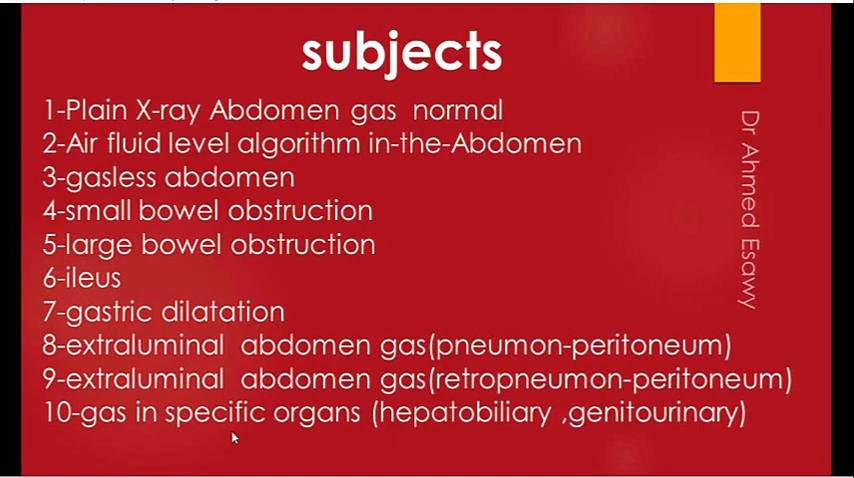 subjects
1-Plain X-ray Abdomen gas normal
2-Air fluid level algorithm in-the-Abdomen
3-gasless abdomen
4-small bowel obstruction
5-large bowel obstruction
6-ileus
7-gastric dilatation
8-extraluminal abdomen gas(pneumon-peritoneum)
9-extraluminal abdomen gas(retropneumon-peritoneum)
10-gas in specific organs (hepatobiliary ,genitourinary)
Dr Ahmed Esawy